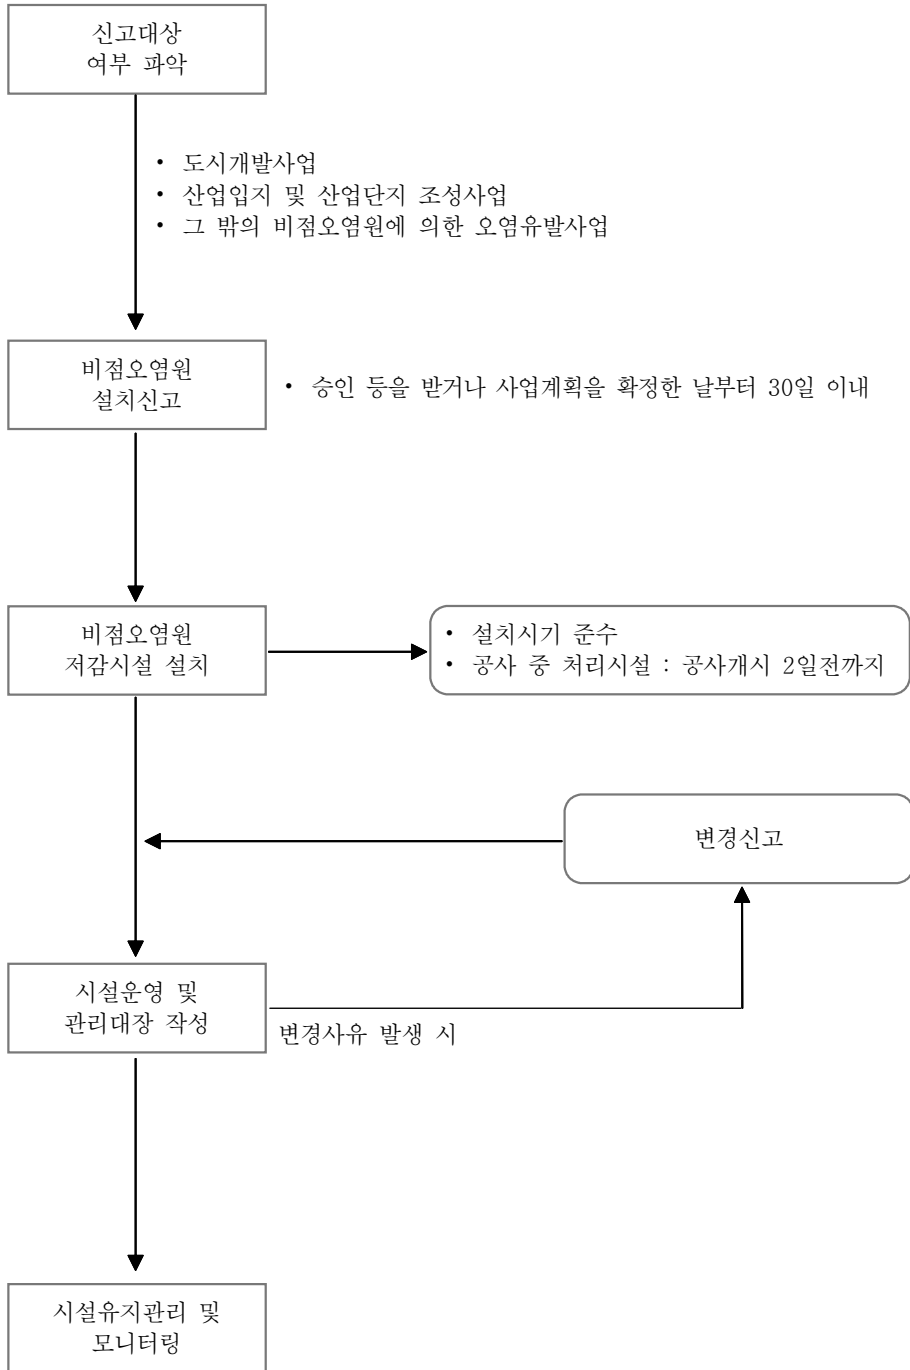 신고대상
여부 파악
• 도시개발사업
• 산업입지 및 산업단지 조성사업
• 그 밖의 비점오염원에 의한 오염유발사업
비점오염원
설치신고
• 승인 등을 받거나 사업계획을 확정한 날부터 30일 이내
비점오염원
저감시설 설치
• 설치시기 준수
• 공사 중 처리시설 : 공사개시 2일전까지
변경신고
시설운영 및
관리대장 작성
변경사유 발생 시
시설유지관리 및
모니터링